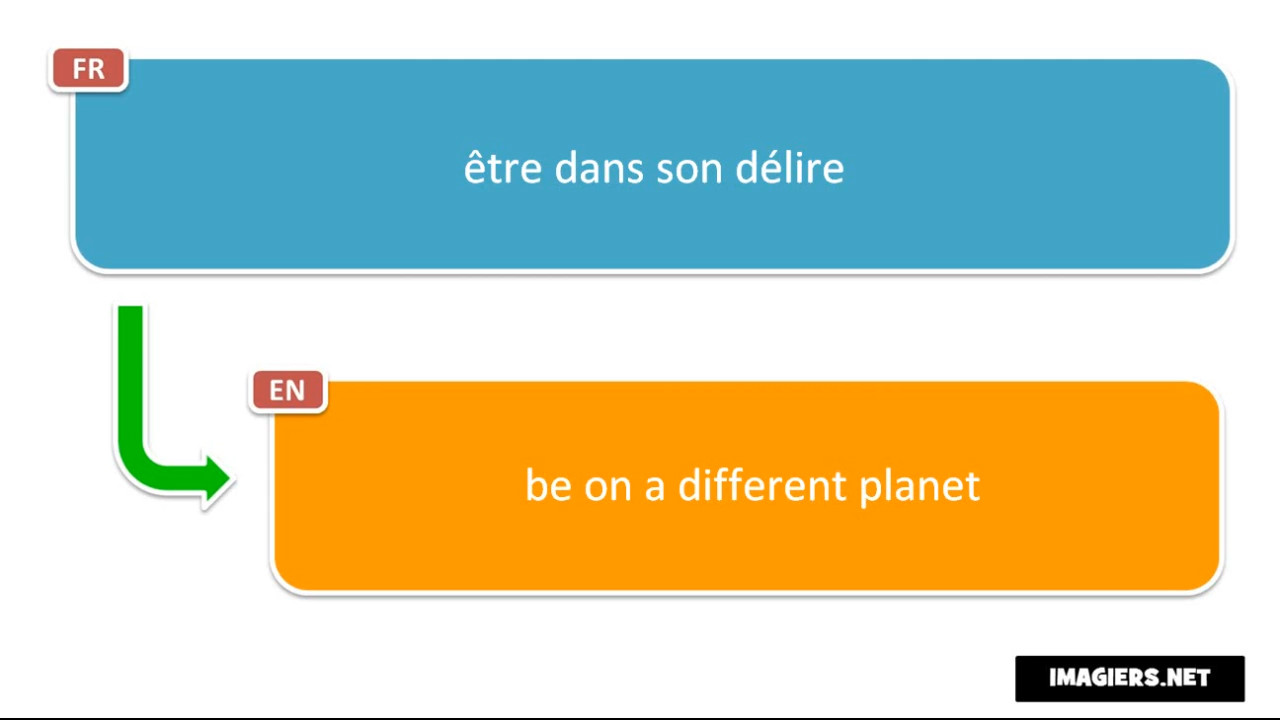 FR
être dans son délire
EN
be on a different planet
IMAGIERS.NET